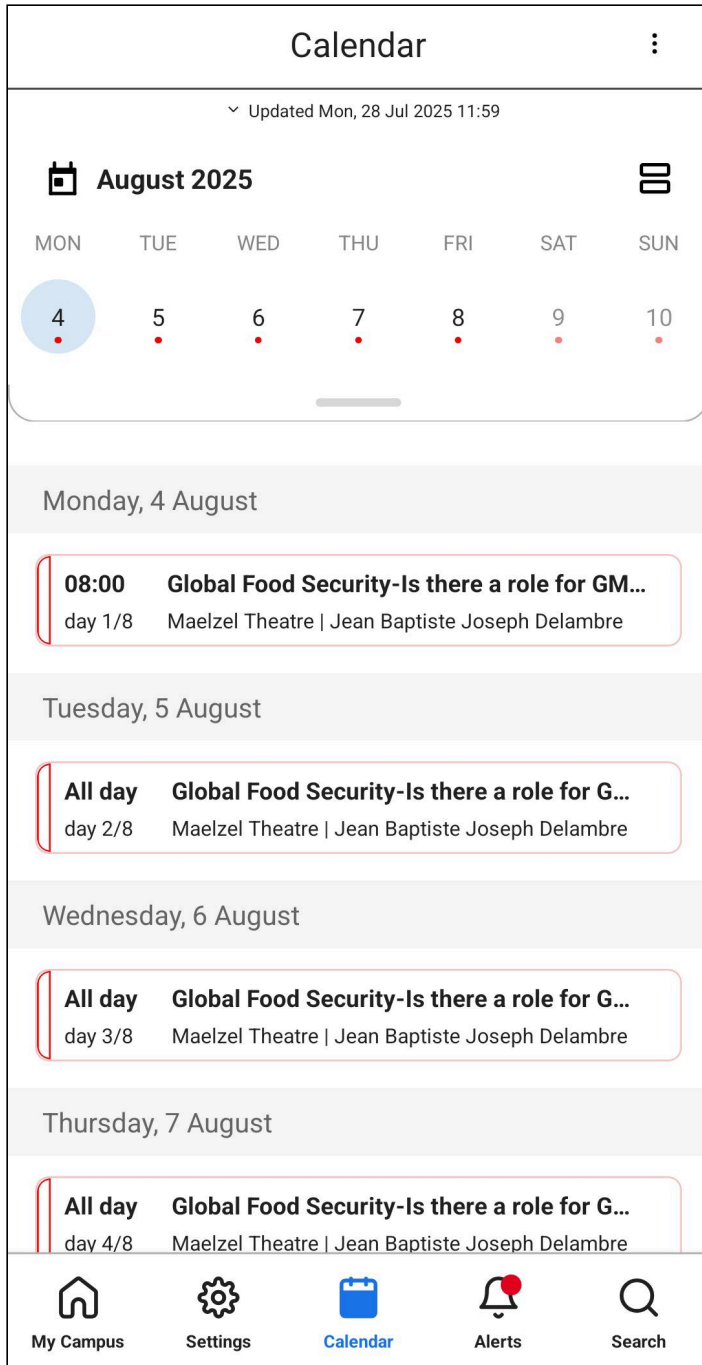 Calendar
Updated Mon, 28 Jul 2025 11:59
August 2025
MON TUE WED THU FRI SAT SUN
4 5 6 7 8 9 10
Monday, 4 August
08:00 Global Food Security-Is there a role for GM...
day 1/8 Maelzel Theatre | Jean Baptiste Joseph Delambre
Tuesday, 5 August
All day Global Food Security-Is there a role for G...
day 2/8 Maelzel Theatre | Jean Baptiste Joseph Delambre
Wednesday, 6 August
All day Global Food Security-Is there a role for G...
day 3/8 Maelzel Theatre | Jean Baptiste Joseph Delambre
Thursday, 7 August
All day Global Food Security-Is there a role for G...
day 4/8 Maelzel Theatre | Jean Baptiste Joseph Delambre
My Campus Settings Calendar Alerts Search